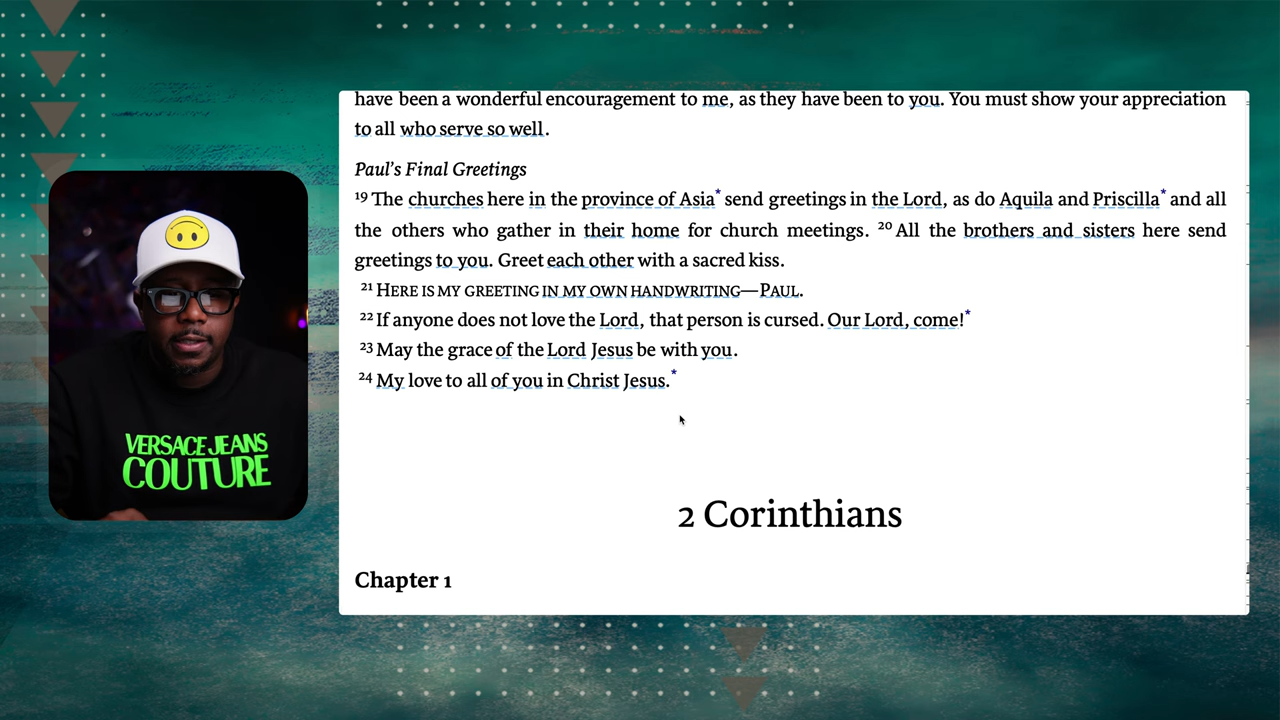 have been a wonderful encouragement to me, as they have been to you. You must show your appreciation
to all who serve so well.
Paul's Final Greetings
19 The churches here in the province of Asia* send greetings in the Lord, as do Aquila and Priscilla* and all
the others who gather in their home for church meetings. 20 All the brothers and sisters here send
greetings to you. Greet each other with a sacred kiss.
21 HERE IS MY GREETING IN MY OWN HANDWRITING—PAUL.
22 If anyone does not love the Lord, that person is cursed. Our Lord, come!*
23 May the grace of the Lord Jesus be with you.
24 My love to all of you in Christ Jesus.*
2 Corinthians
Chapter 1
VERSACE JEANS
COUTURE